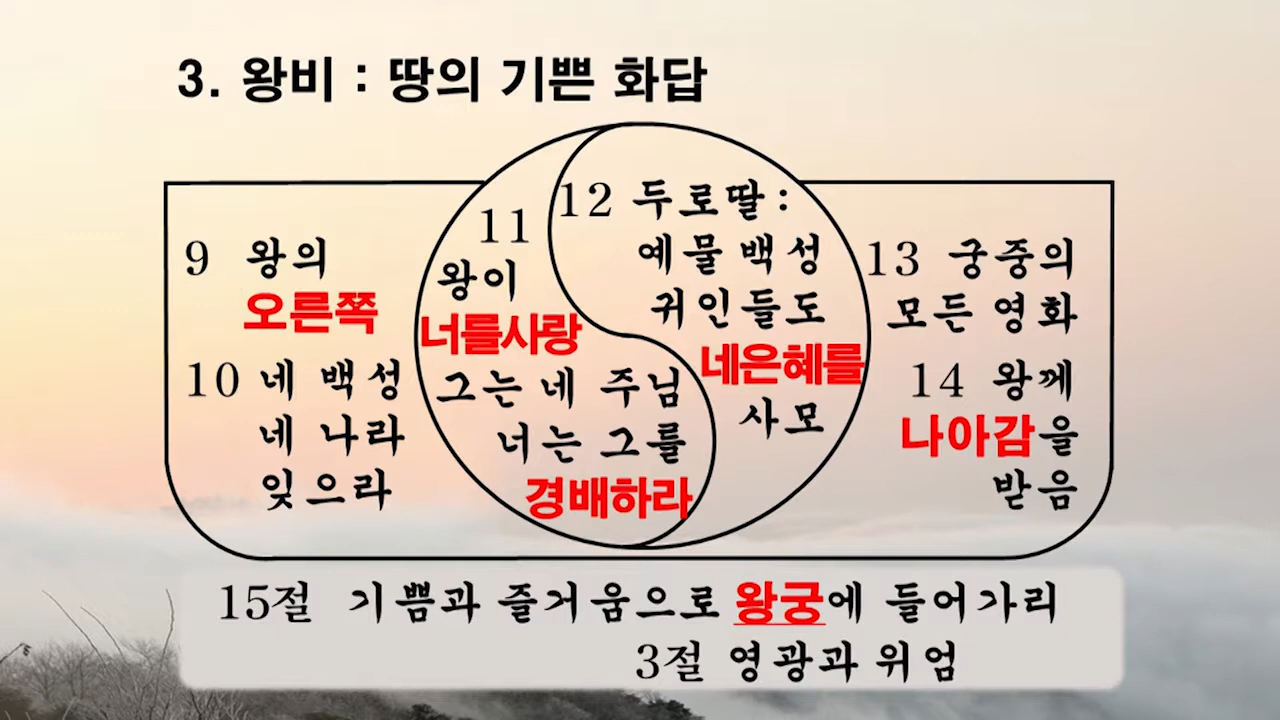 3. 왕비 : 땅의 기쁜 화답
9 왕의
오른쪽
10 네 백성
네 나라
잊으라
11
왕이
너를사랑
그는 네 주님
너는 그를
경배하라
12 두로딸 :
예물 백성
귀인들도
네은혜를
사모
13 궁중의
모든 영화
14 왕께
나아감을
받음
15절 기쁨과 즐거움으로 왕궁에 들어가리
3절 영광과 위엄